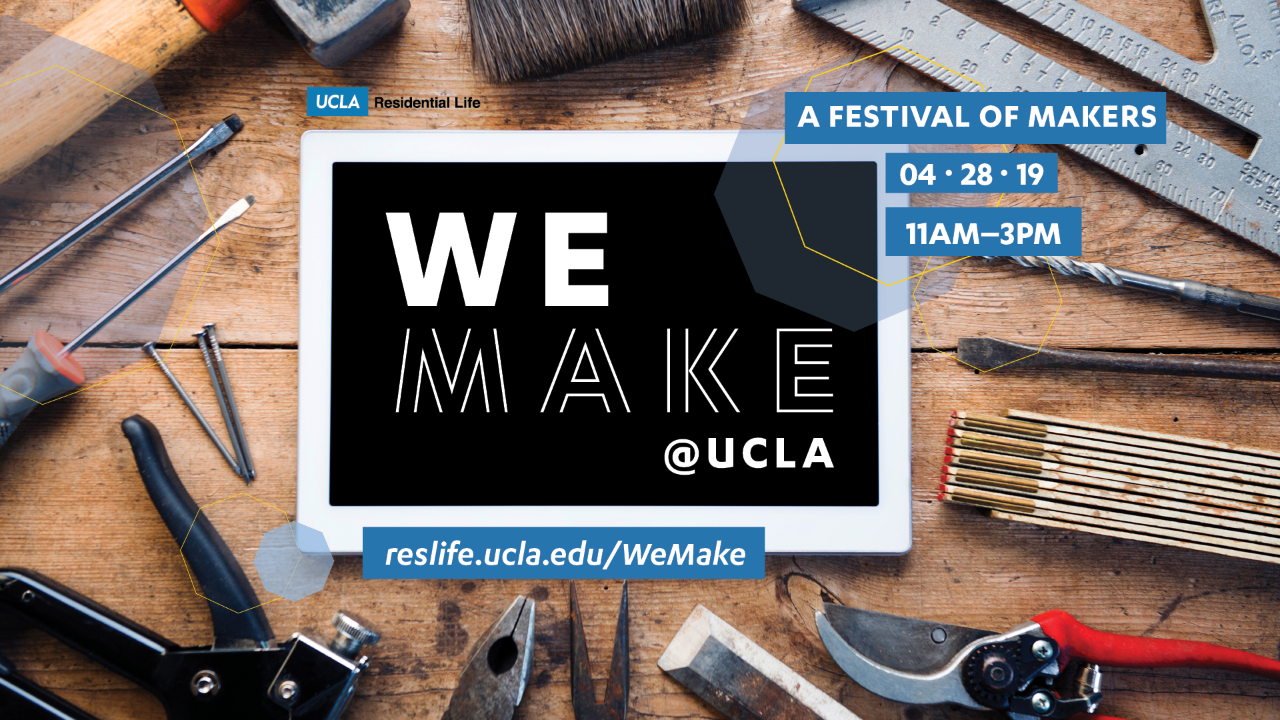 UCLA Residential Life
A FESTIVAL OF MAKERS
04 • 28 • 19
11AM–3PM
WE
MAKE
@UCLA
reslife.ucla.edu/WeMake